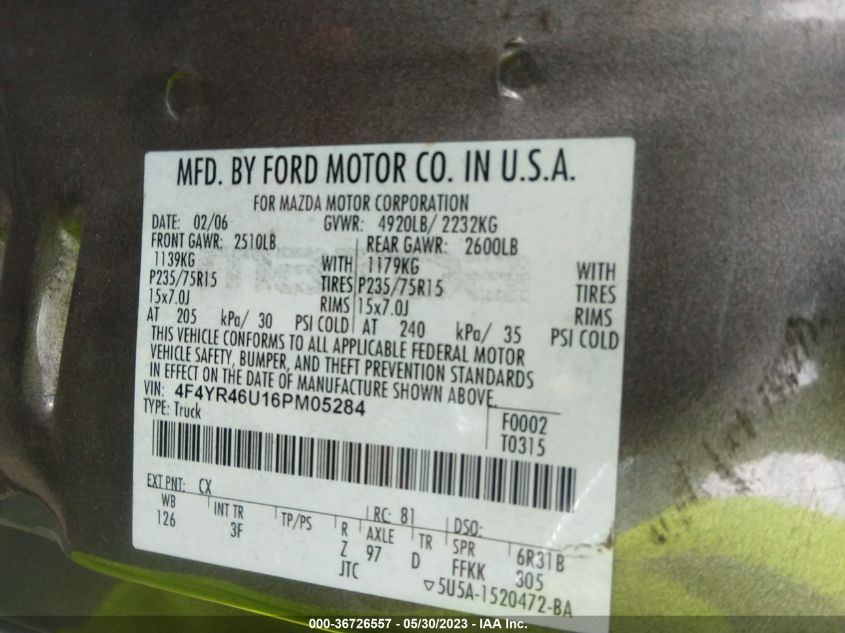 MFD. BY FORD MOTOR CO. IN U.S.A.
FOR MAZDA MOTOR CORPORATION
DATE: 02/06 GVWR: 4920LB/ 2232KG
FRONT GAWR: 2510LB REAR GAWR: 2600LB
1139KG WITH 1179KG WITH
P235/75R15 TIRES P235/75R15 TIRES
15x7.0J RIMS 15x7.0J RIMS
AT 205 kPa/ 30 PSI COLD AT 240 kPa/ 35 PSI COLD
THIS VEHICLE CONFORMS TO ALL APPLICABLE FEDERAL MOTOR
VEHICLE SAFETY, BUMPER, AND THEFT PREVENTION STANDARDS
IN EFFECT ON THE DATE OF MANUFACTURE SHOWN ABOVE.
VIN: 4F4YR46U16PM05284 F0002
TYPE: Truck T0315
EXT PNT: CX RC: 81 DSO:
WB INT TR TP/PS R AXLE TR SPR 6R31B
126 3F Z 97 D FFKK 305
JTC ▽5U5A-1520472-BA
000-36726557 - 05/30/2023 - IAA Inc.